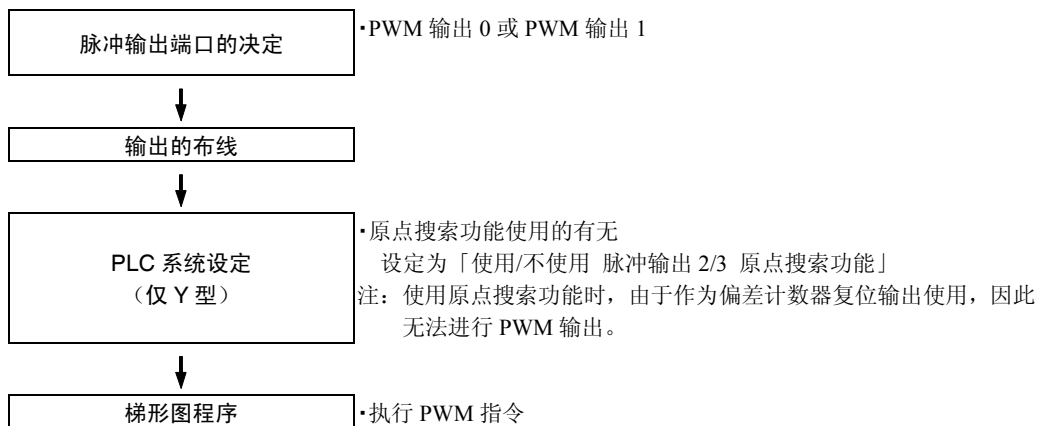 脉冲输出端口的决定
・PWM 输出 0 或 PWM 输出 1
输出的布线
PLC 系统设定
（仅 Y 型）
・原点搜索功能使用的有无
设定为「使用/不使用 脉冲输出 2/3 原点搜索功能」
注：使用原点搜索功能时，由于作为偏差计数器复位输出使用，因此
无法进行 PWM 输出。
梯形图程序
・执行 PWM 指令